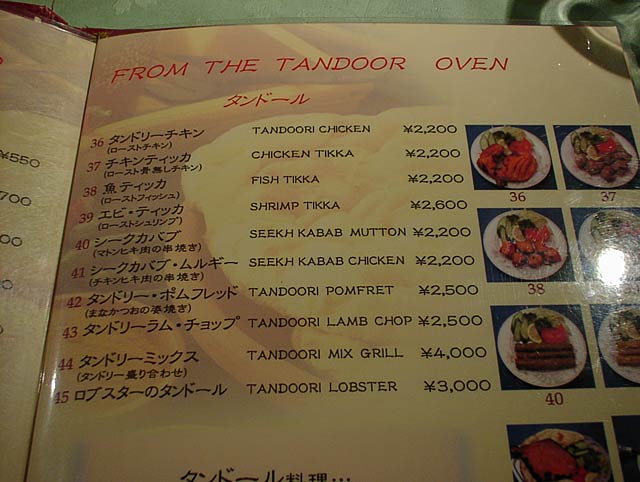 FROM THE TANDOOR OVEN
タンドール
36 タンドリーチキン TANDOORI CHICKEN ¥2,200
(ローストチキン)
37 チキンティッカ CHICKEN TIKKA ¥2,200
(ロースト骨無しチキン)
38 魚ティッカ FISH TIKKA ¥2,200
(ローストフィッシュ)
39 エビ・ティッカ SHRIMP TIKKA ¥2,600
(ローストシュリンプ)
40 シークカバブ SEEKH KABAB MUTTON ¥2,200
(マトンヒキ肉の串焼き)
41 シークカバブ・ムルギー SEEKH KABAB CHICKEN ¥2,200
(チキンヒキ肉の串焼き)
42 タンドリー・ポムフレッド TANDOORI POMFRET ¥2,500
(まなかつおの姿焼き)
43 タンドリーラム・チョップ TANDOORI LAMB CHOP ¥2,500
44 タンドリーミックス TANDOORI MIX GRILL ¥4,000
(タンドリー盛り合わせ)
45 ロブスターのタンドール TANDOORI LOBSTER ¥3,000
36 37
38
40
タンドール料理…
¥550
700